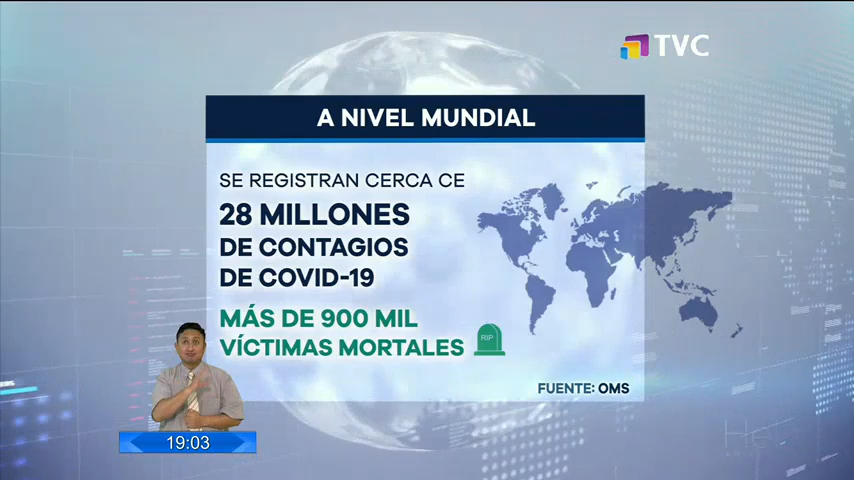 TVC
A NIVEL MUNDIAL
SE REGISTRAN CERCA CE
28 MILLONES
DE CONTAGIOS
DE COVID-19
MÁS DE 900 MIL
VÍCTIMAS MORTALES
RIP
FUENTE: OMS
19:03